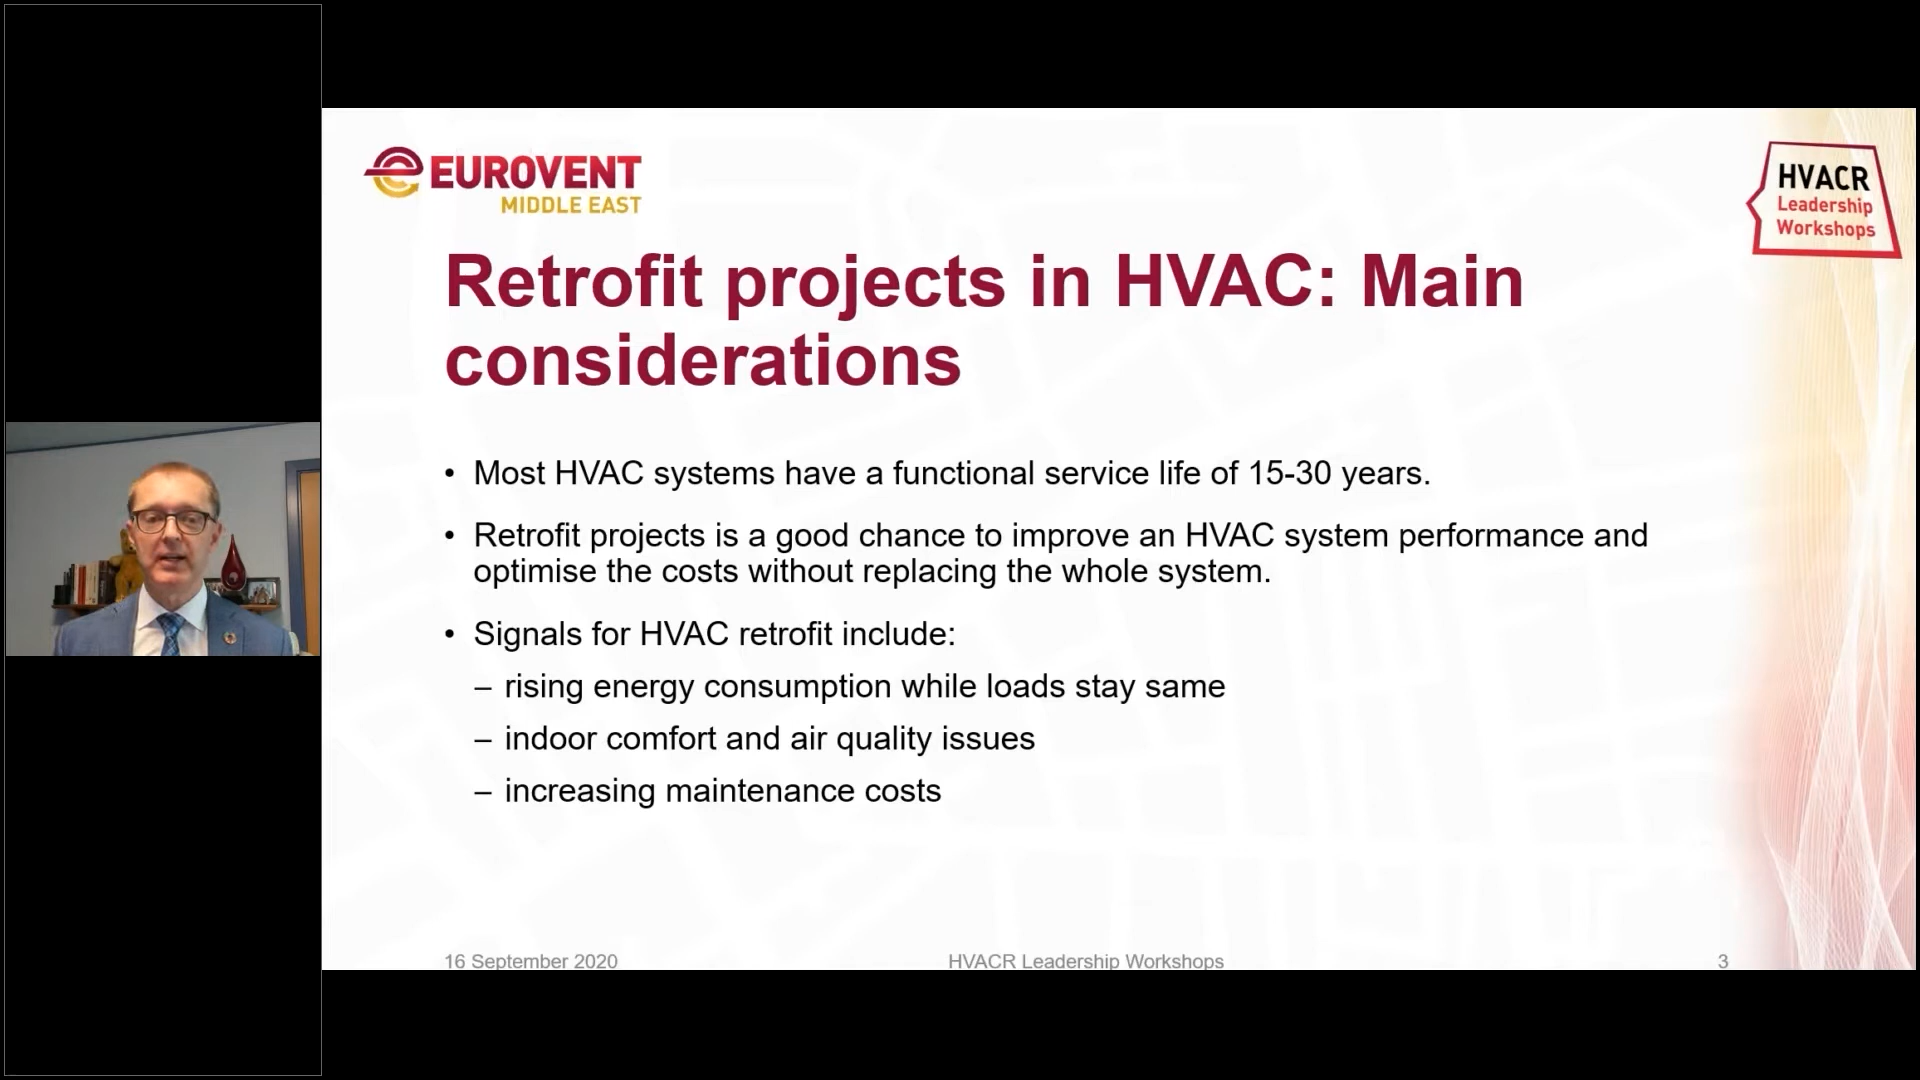 EUROVENT
MIDDLE EAST
HVACR
Leadership
Workshops
Retrofit projects in HVAC: Main
considerations
• Most HVAC systems have a functional service life of 15-30 years.
• Retrofit projects is a good chance to improve an HVAC system performance and
optimise the costs without replacing the whole system.
• Signals for HVAC retrofit include:
– rising energy consumption while loads stay same
– indoor comfort and air quality issues
– increasing maintenance costs
16 September 2020
HVACR Leadership Workshops
3